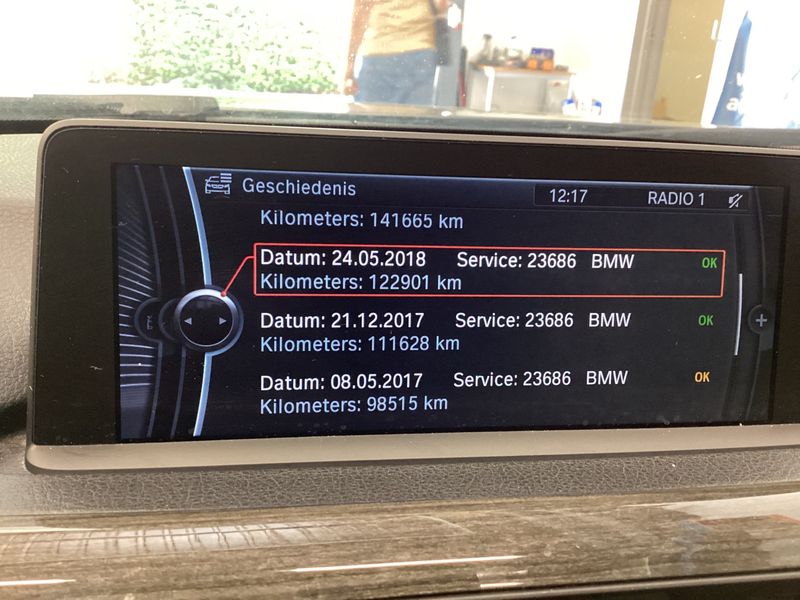 Geschiedenis
12:17 RADIO 1
Kilometers: 141665 km
Datum: 24.05.2018 Service: 23686 BMW OK
Kilometers: 122901 km
Datum: 21.12.2017 Service: 23686 BMW OK
Kilometers: 111628 km
Datum: 08.05.2017 Service: 23686 BMW OK
Kilometers: 98515 km